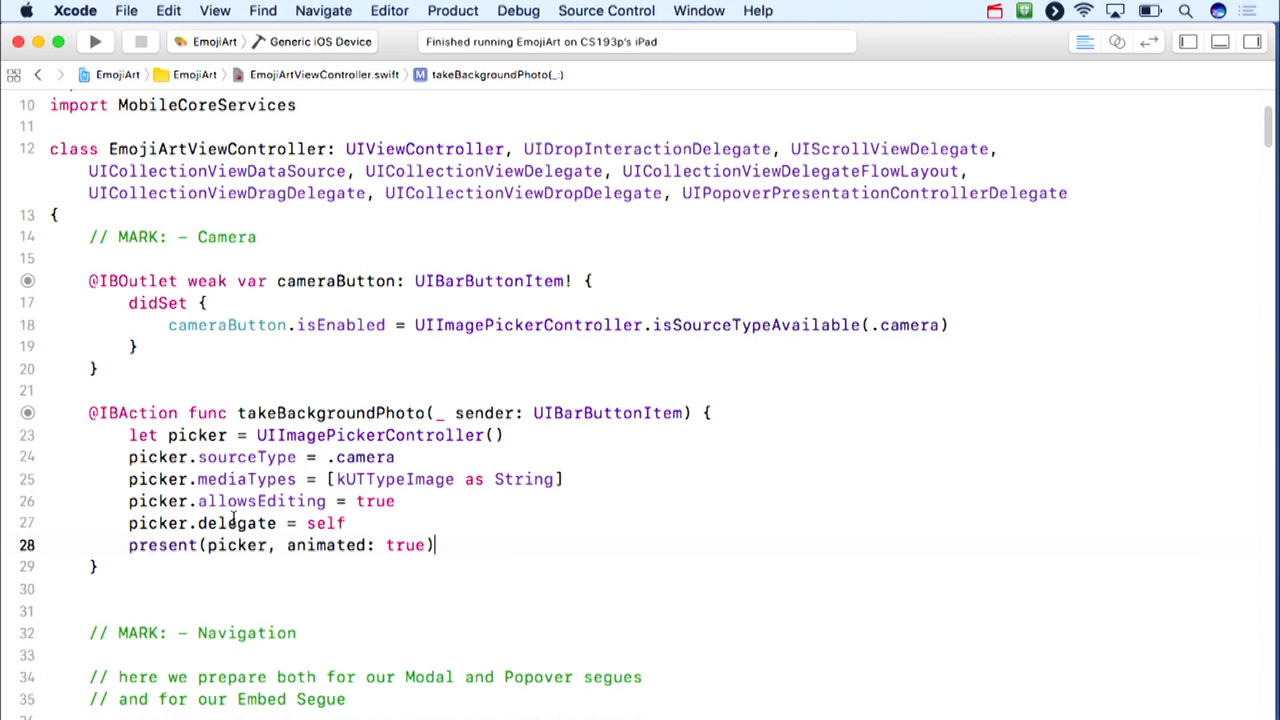 Xcode File Edit View Find Navigate Editor Product Debug Source Control Window Help
EmojiArt Generic iOS Device Finished running EmojiArt on CS193p's iPad
EmojiArt EmojiArt EmojiArtViewController.swift M takeBackgroundPhoto(_:)
10 import MobileCoreServices
11
12 class EmojiArtViewController: UIViewController, UIDropInteractionDelegate, UIScrollViewDelegate,
UICollectionViewDataSource, UICollectionViewDelegate, UICollectionViewDelegateFlowLayout,
UICollectionViewDragDelegate, UICollectionViewDropDelegate, UIPopoverPresentationControllerDelegate
13 {
14 // MARK: - Camera
15
@IBOutlet weak var cameraButton: UIBarButtonItem! {
17 didSet {
18 cameraButton.isEnabled = UIImagePickerController.isSourceTypeAvailable(.camera)
19 }
20 }
21
@IBAction func takeBackgroundPhoto(_ sender: UIBarButtonItem) {
23 let picker = UIImagePickerController()
24 picker.sourceType = .camera
25 picker.mediaTypes = [kUTTypeImage as String]
26 picker.allowsEditing = true
27 picker.delegate = self
28 present(picker, animated: true)
29 }
30
31
32 // MARK: - Navigation
33
34 // here we prepare both for our Modal and Popover segues
35 // and for our Embed Segue